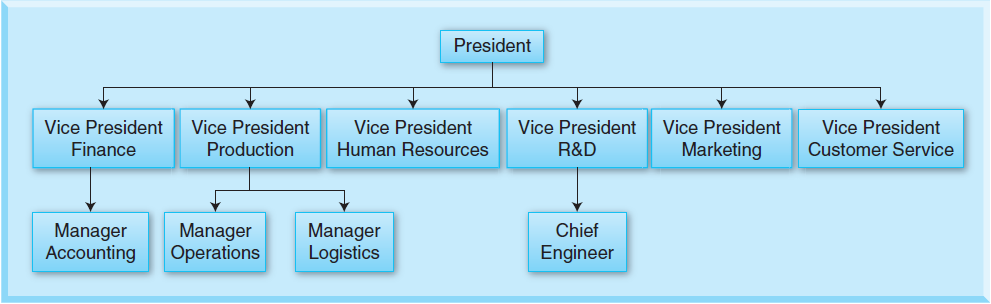 President
Vice President
Finance
Vice President
Production
Vice President
Human Resources
Vice President
R&D
Vice President
Marketing
Vice President
Customer Service
Manager
Accounting
Manager
Operations
Manager
Logistics
Chief
Engineer